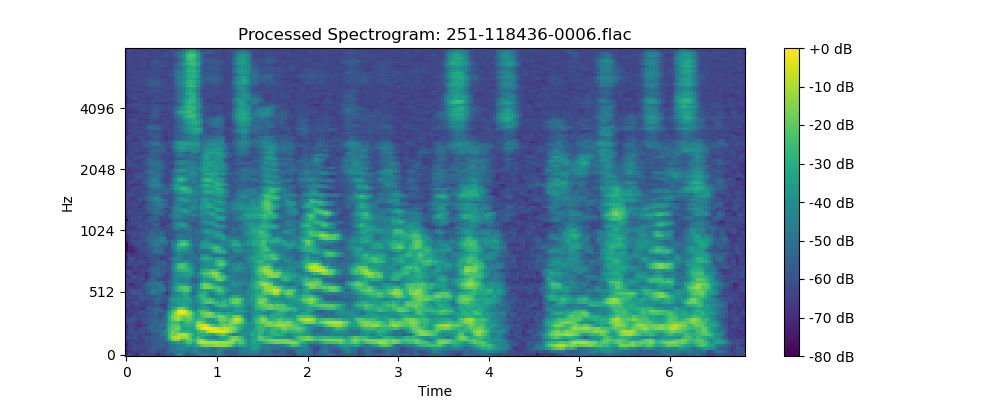 Processed Spectrogram: 251-118436-0006.flac
Hz
4096
2048
1024
512
0
0 1 2 3 4 5 6
Time
+0 dB
-10 dB
-20 dB
-30 dB
-40 dB
-50 dB
-60 dB
-70 dB
-80 dB